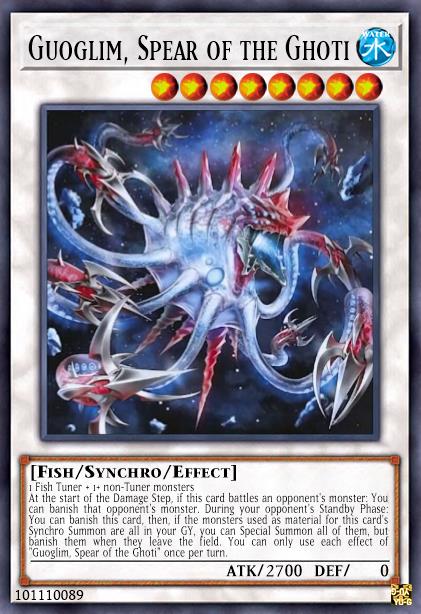 GUOGLIM, SPEAR OF THE GHOTI
WATER
水
[FISH/SYNCHRO/EFFECT]
1 Fish Tuner + 1+ non-Tuner monsters
At the start of the Damage Step, if this card battles an opponent's monster: You
can banish that opponent's monster. During your opponent's Standby Phase:
You can banish this card, then, if the monsters used as material for this card's
Synchro Summon are all in your GY, you can Special Summon all of them, but
banish them when they leave the field. You can only use each effect of
"Guoglim, Spear of the Ghoti" once per turn.
ATK/2700 DEF/ 0
101110089